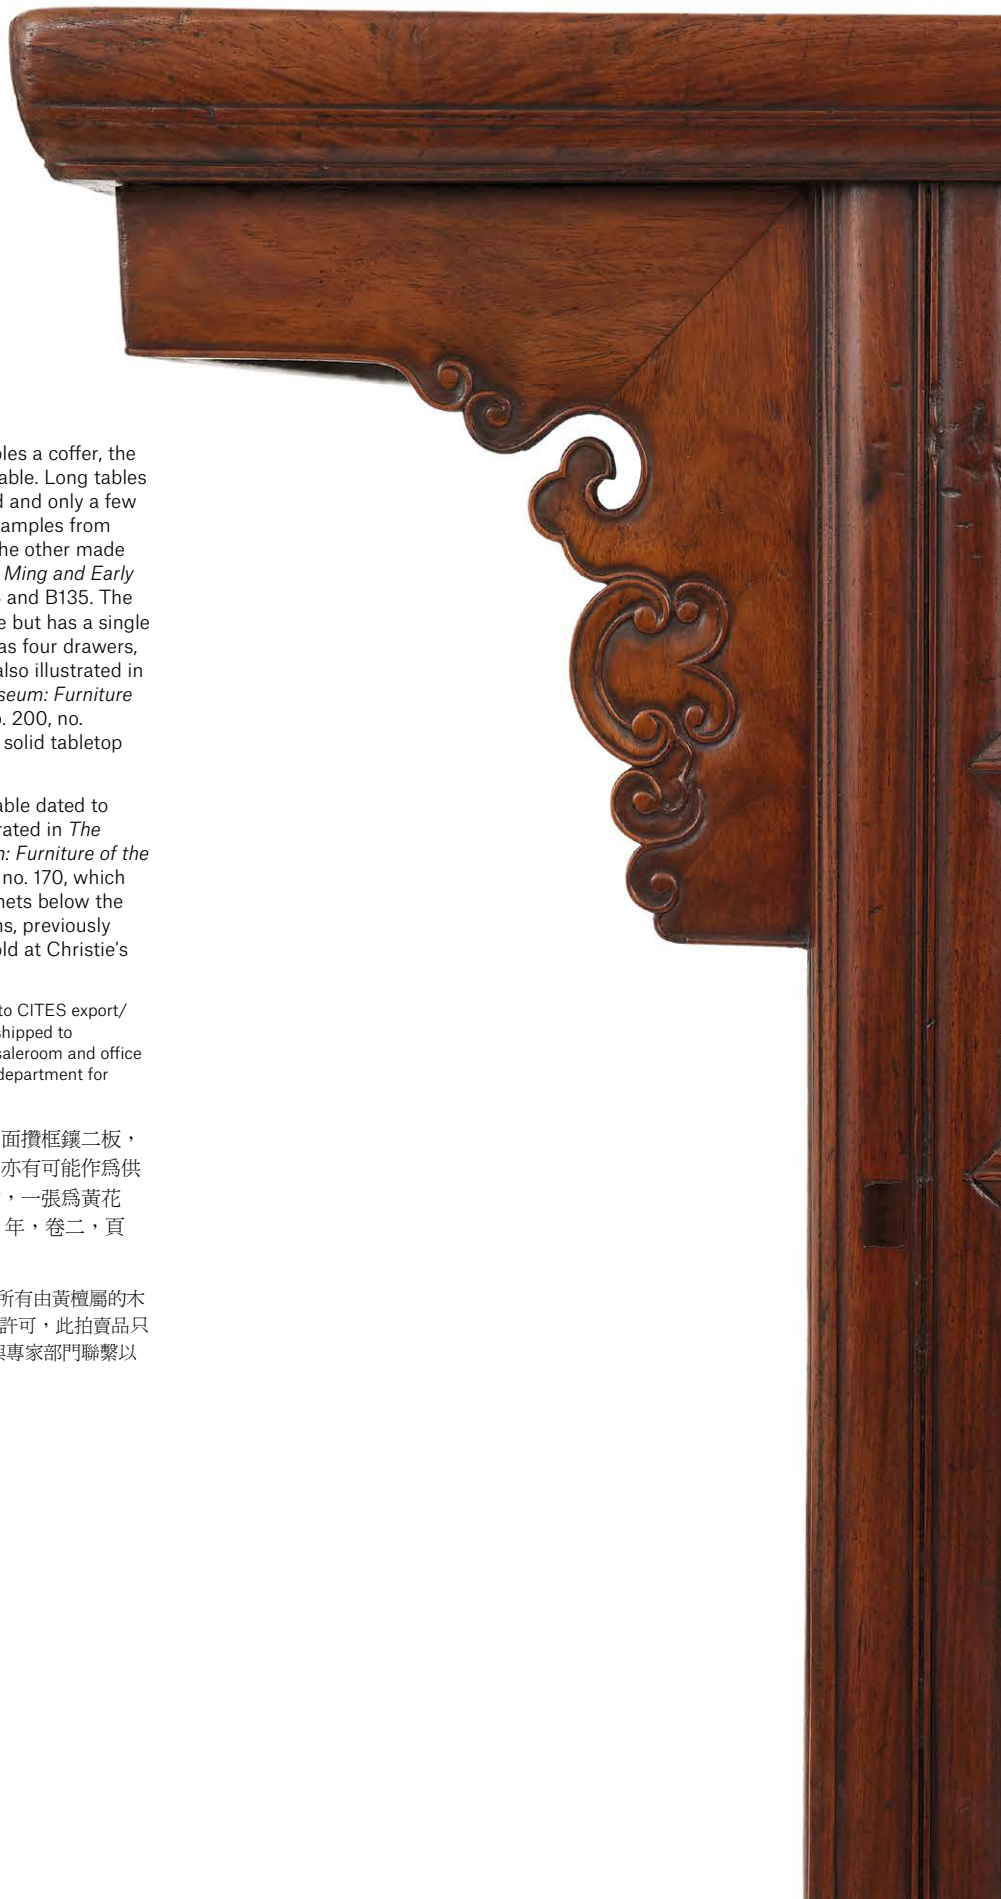 les a coffer, the
able. Long tables
and only a few
amples from
he other made
Ming and Early
and B135. The
e but has a single
as four drawers,
also illustrated in
seum: Furniture
. 200, no.
solid tabletop
able dated to
rated in The
n: Furniture of the
no. 170, which
nets below the
ns, previously
old at Christie's
to CITES export/
shipped to
saleroom and office
department for
面攢框鑲二板，
亦有可能作爲供
，一張爲黃花
年，卷二，頁
所有由黃檀屬的木
許可，此拍賣品只
與專家部門聯繫以